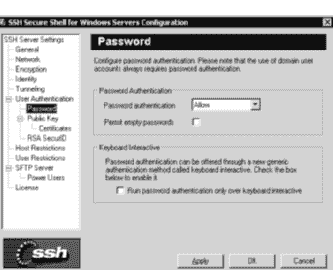 SSH Secure Shell for Windows Servers Configuration
SSH Server Settings
General
Network
Encryption
Identity
Tunneling
User Authentication
Password
Public Key
Certificates
RSA SecurID
Host Restrictions
User Restrictions
SFTP Server
Power Users
License
Password
Configure password authentication. Please note that the use of domain user
accounts always requires password authentication.
Password Authentication
Password authentication
Allow
Permit empty passwords
Keyboard Interactive
Password authentication can be offered through a new generic
authentication method called keyboard interactive. Check the box
below to enable it.
Run password authentication only over keyboard interactive
ssh
Apply
OK
Cancel